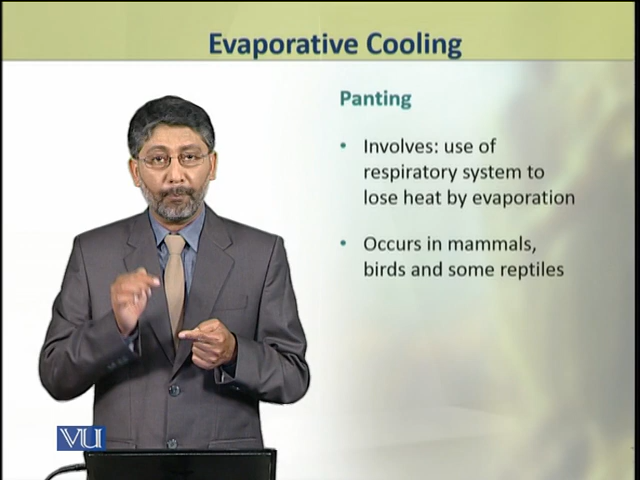 Evaporative Cooling
Panting
• Involves: use of
respiratory system to
lose heat by evaporation
• Occurs in mammals,
birds and some reptiles
VU